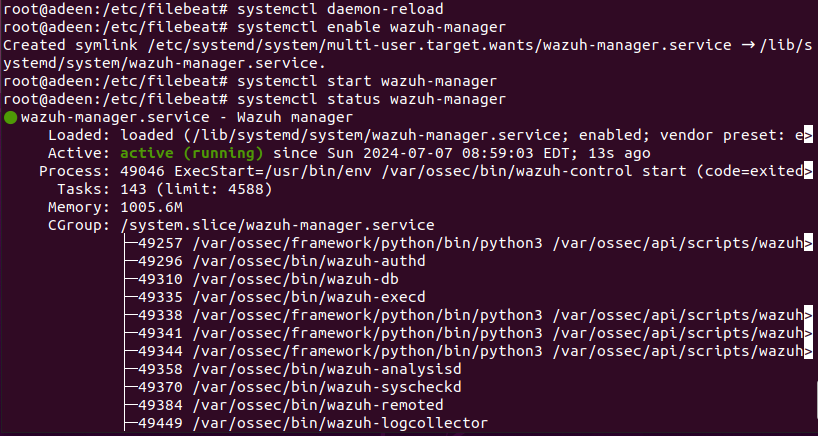 root@adeen:/etc/filebeat# systemctl daemon-reload
root@adeen:/etc/filebeat# systemctl enable wazuh-manager
Created symlink /etc/systemd/system/multi-user.target.wants/wazuh-manager.service → /lib/s
ystemd/system/wazuh-manager.service.
root@adeen:/etc/filebeat# systemctl start wazuh-manager
root@adeen:/etc/filebeat# systemctl status wazuh-manager
● wazuh-manager.service - Wazuh manager
     Loaded: loaded (/lib/systemd/system/wazuh-manager.service; enabled; vendor preset: e>
     Active: active (running) since Sun 2024-07-07 08:59:03 EDT; 13s ago
    Process: 49046 ExecStart=/usr/bin/env /var/ossec/bin/wazuh-control start (code=exited>
      Tasks: 143 (limit: 4588)
     Memory: 1005.6M
     CGroup: /system.slice/wazuh-manager.service
             ├─49257 /var/ossec/framework/python/bin/python3 /var/ossec/api/scripts/wazuh>
             ├─49296 /var/ossec/bin/wazuh-authd
             ├─49310 /var/ossec/bin/wazuh-db
             ├─49335 /var/ossec/bin/wazuh-execd
             ├─49338 /var/ossec/framework/python/bin/python3 /var/ossec/api/scripts/wazuh>
             ├─49341 /var/ossec/framework/python/bin/python3 /var/ossec/api/scripts/wazuh>
             ├─49344 /var/ossec/framework/python/bin/python3 /var/ossec/api/scripts/wazuh>
             ├─49358 /var/ossec/bin/wazuh-analysisd
             ├─49370 /var/ossec/bin/wazuh-syscheckd
             ├─49384 /var/ossec/bin/wazuh-remoted
             ├─49449 /var/ossec/bin/wazuh-logcollector